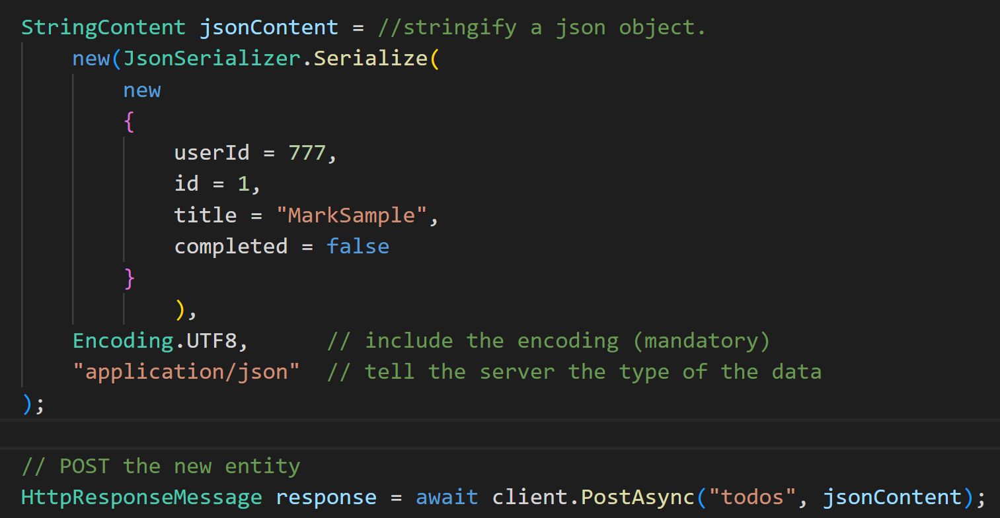 StringContent jsonContent = //stringify a json object.
    new(JsonSerializer.Serialize(
        new
        {
            userId = 777,
            id = 1,
            title = "MarkSample",
            completed = false
        }
            ),
    Encoding.UTF8,      // include the encoding (mandatory)
    "application/json"  // tell the server the type of the data
);
// POST the new entity
HttpResponseMessage response = await client.PostAsync("todos", jsonContent);